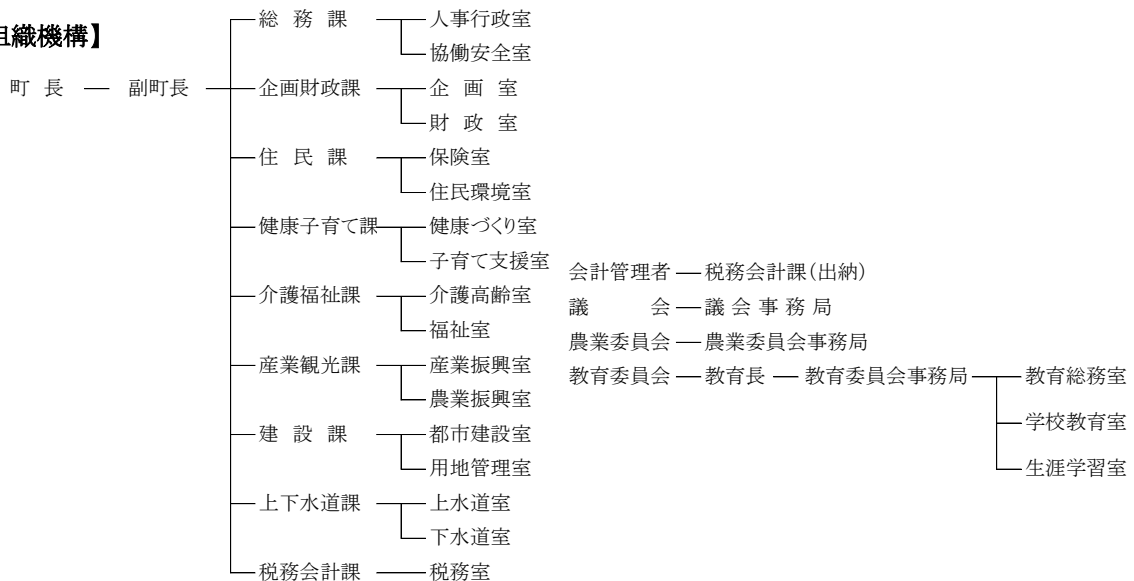 組織機構】
町 長 ― 副町長
総 務 課 人事行政室
協働安全室
企画財政課 企 画 室
財 政 室
住 民 課 保険室
住民環境室
健康子育て課 健康づくり室
子育て支援室
介護福祉課 介護高齢室
福祉室
産業観光課 産業振興室
農業振興室
建 設 課 都市建設室
用地管理室
上下水道課 上水道室
下水道室
税務会計課 税務室
会計管理者 ― 税務会計課(出納)
議 会 ― 議 会 事 務 局
農業委員会 ― 農業委員会事務局
教育委員会 ― 教育長 ― 教育委員会事務局 教育総務室
学校教育室
生涯学習室